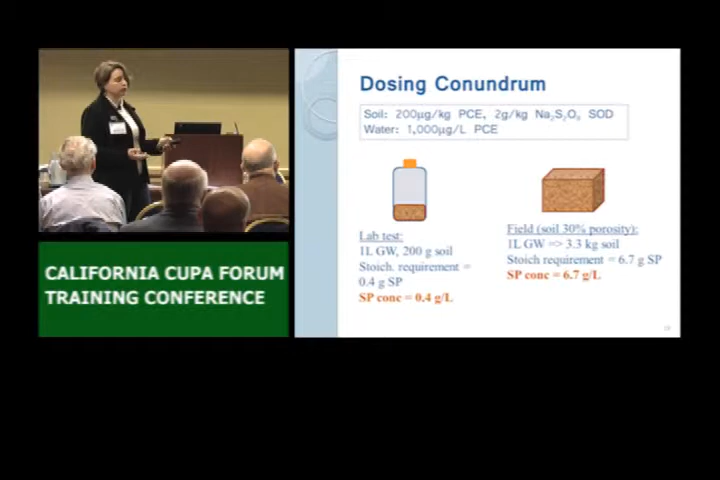 Dosing Conundrum
Soil: 200µg/kg PCE, 2g/kg Na₂S₂O₈ SOD
Water: 1,000µg/L PCE
Lab test:
1L GW, 200 g soil
Stoich. requirement =
0.4 g SP
SP conc = 0.4 g/L
Field (soil 30% porosity):
1L GW => 3.3 kg soil
Stoich requirement = 6.7 g SP
SP conc = 6.7 g/L
CALIFORNIA CUPA FORUM
TRAINING CONFERENCE